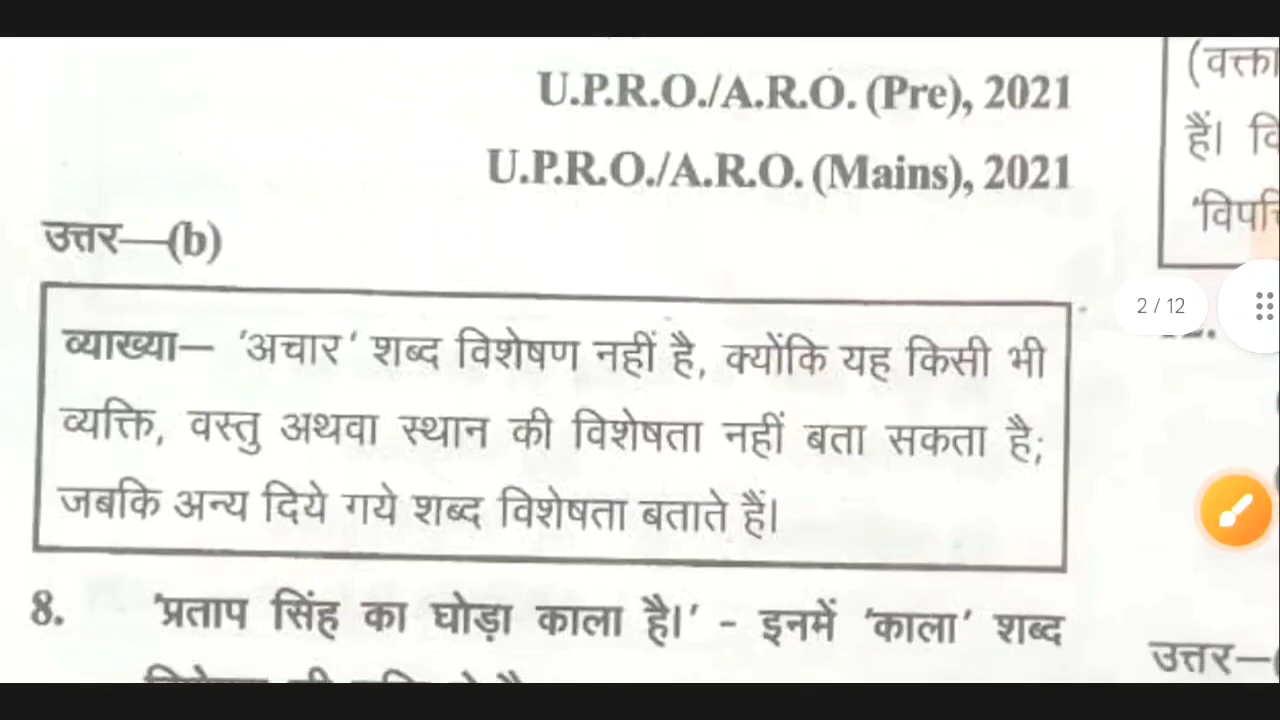 U.P.R.O./A.R.O. (Pre), 2021
U.P.R.O./A.R.O. (Mains), 2021
उत्तर—(b)
व्याख्या— 'अचार' शब्द विशेषण नहीं है, क्योंकि यह किसी भी
व्यक्ति, वस्तु अथवा स्थान की विशेषता नहीं बता सकता है;
जबकि अन्य दिये गये शब्द विशेषता बताते हैं।
8. 'प्रताप सिंह का घोड़ा काला है।' - इनमें 'काला' शब्द
(वक्ता
हैं।
2 / 12
उत्तर—(